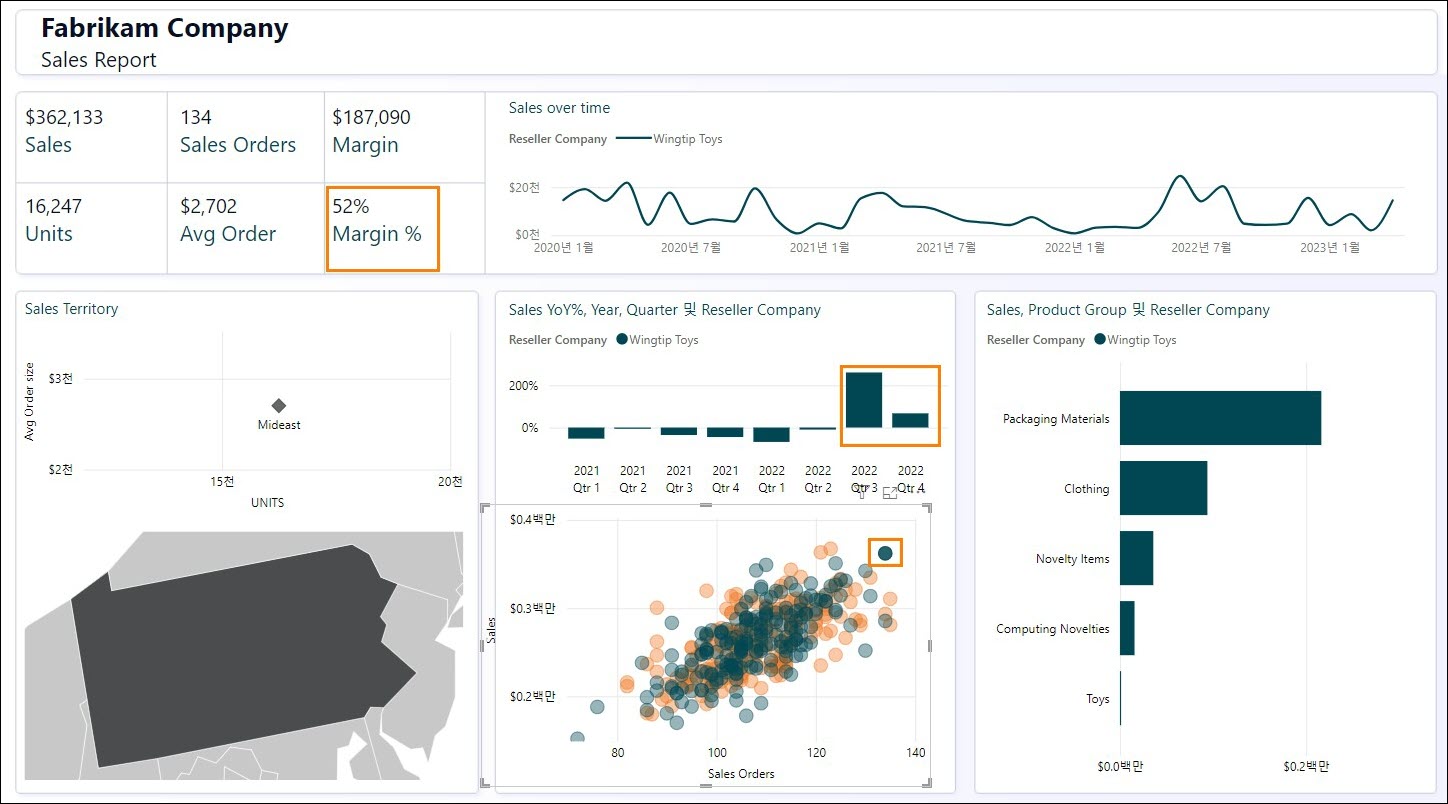 Fabrikam Company
Sales Report
$362,133
Sales
134
Sales Orders
$187,090
Margin
16,247
Units
$2,702
Avg Order
52%
Margin %
Sales over time
Reseller Company Wingtip Toys
$20천
$0천
2020년 1월 2020년 7월 2021년 1월 2021년 7월 2022년 1월 2022년 7월 2023년 1월
Sales Territory
Avg Order size
$3천
Mideast
$2천
15천 20천
UNITS
Sales YoY%, Year, Quarter 및 Reseller Company
Reseller Company Wingtip Toys
200%
0%
2021 2021 2021 2021 2022 2022 2022 2022
Qtr 1 Qtr 2 Qtr 3 Qtr 4 Qtr 1 Qtr 2 Qtr 3 Qtr 4
Sales
$0.4백만
$0.3백만
$0.2백만
80 100 120 140
Sales Orders
Sales, Product Group 및 Reseller Company
Reseller Company Wingtip Toys
Packaging Materials
Clothing
Novelty Items
Computing Novelties
Toys
$0.0백만 $0.2백만